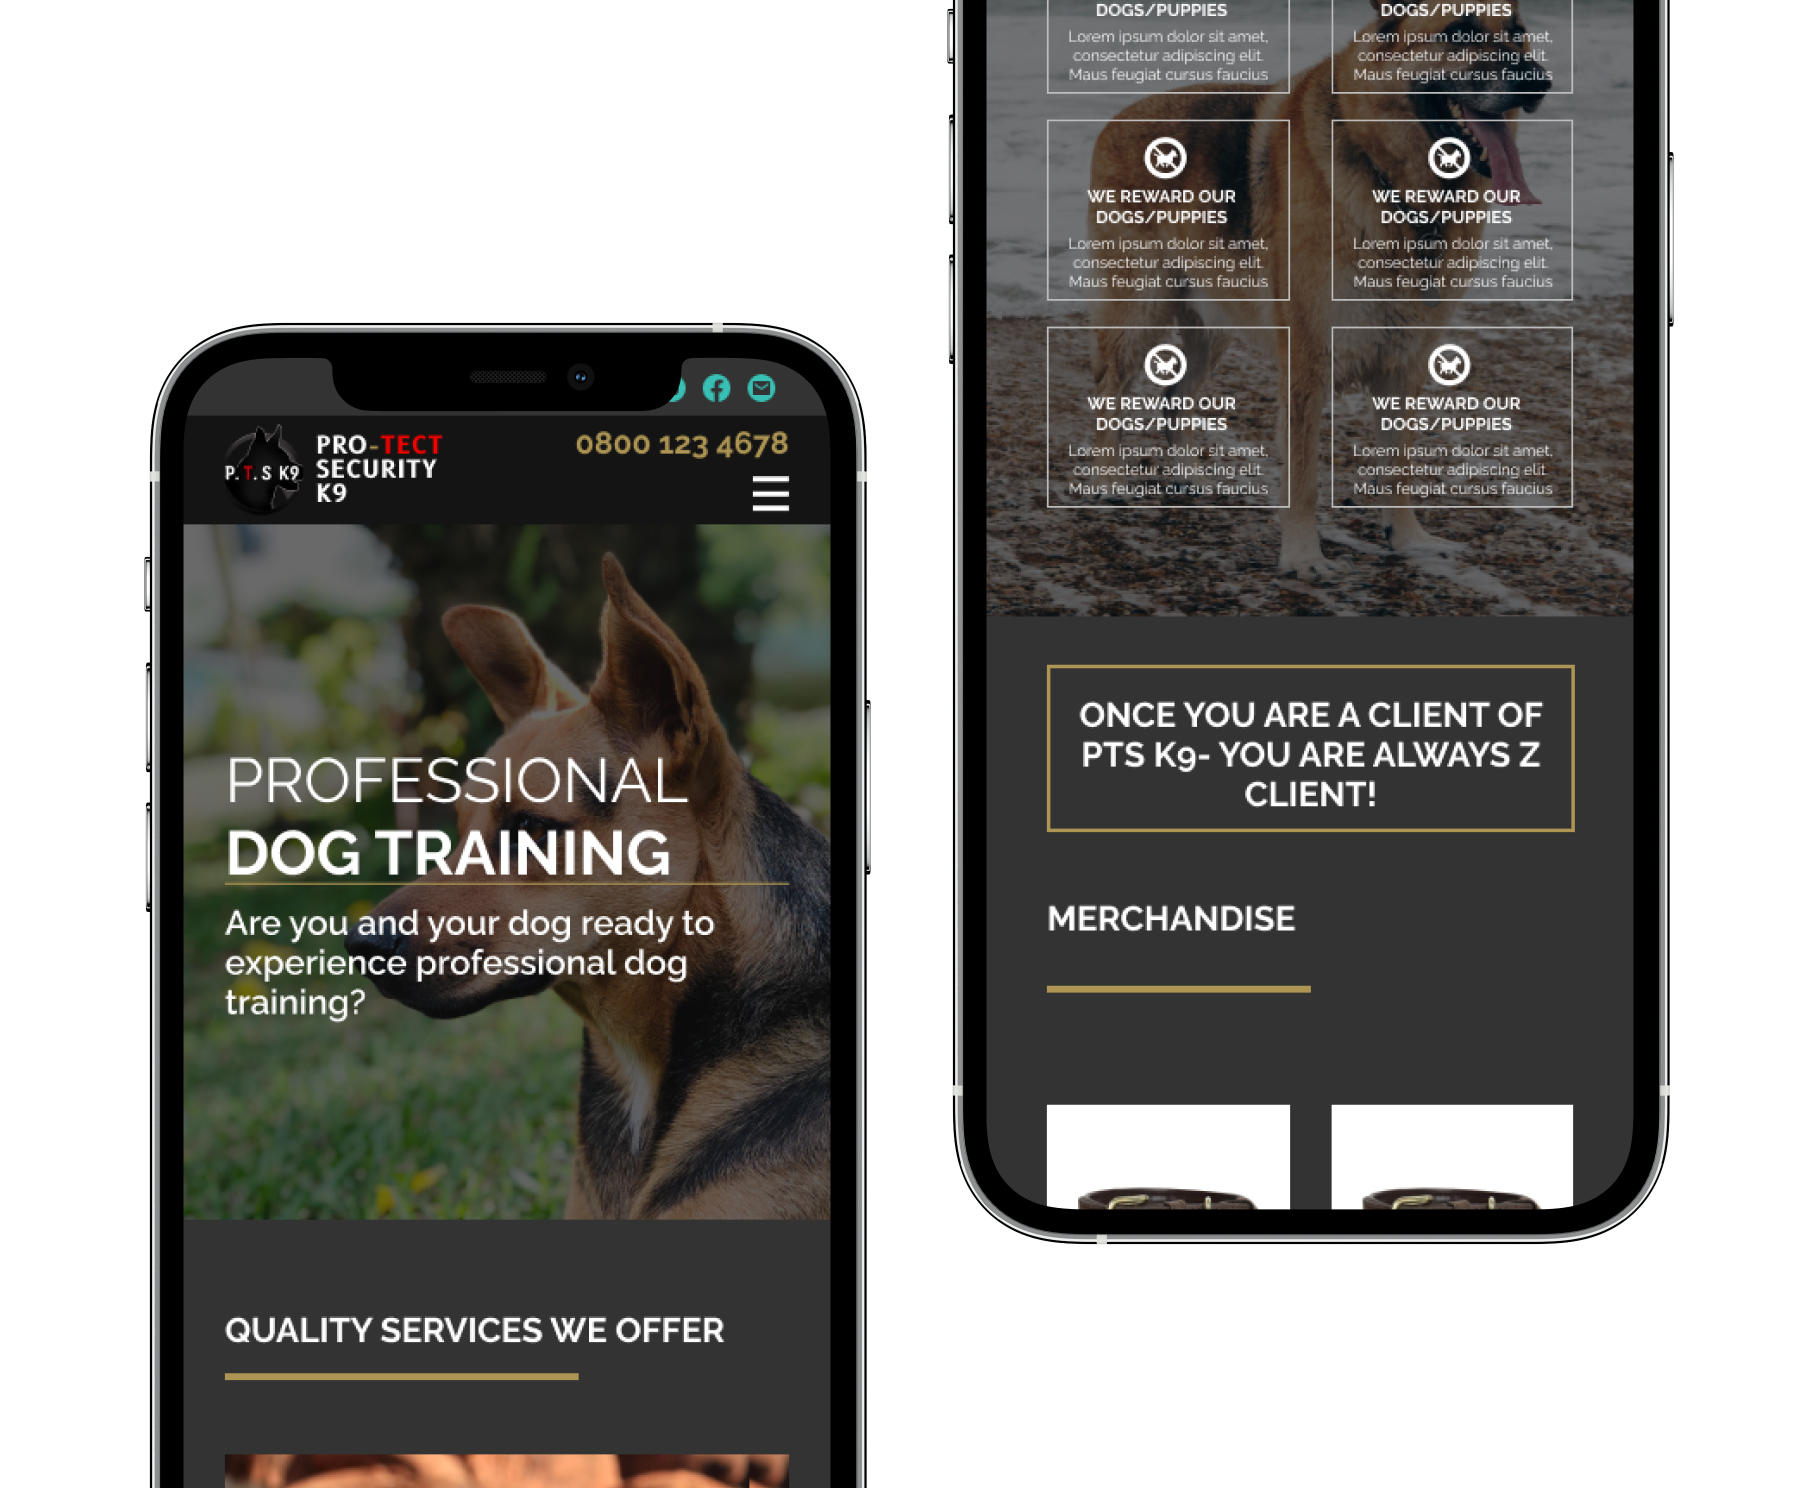 0800 123 4678
P.T.S K9
PRO-TECT
SECURITY
K9
PROFESSIONAL
DOG TRAINING
Are you and your dog ready to
experience professional dog
training?
QUALITY SERVICES WE OFFER
DOGS/PUPPIES
Lorem ipsum dolor sit amet,
consectetur adipiscing elit.
Maus feugiat cursus faucius
DOGS/PUPPIES
Lorem ipsum dolor sit amet,
consectetur adipiscing elit.
Maus feugiat cursus faucius
WE REWARD OUR
DOGS/PUPPIES
Lorem ipsum dolor sit amet,
consectetur adipiscing elit.
Maus feugiat cursus faucius
WE REWARD OUR
DOGS/PUPPIES
Lorem ipsum dolor sit amet,
consectetur adipiscing elit.
Maus feugiat cursus faucius
WE REWARD OUR
DOGS/PUPPIES
Lorem ipsum dolor sit amet,
consectetur adipiscing elit.
Maus feugiat cursus faucius
WE REWARD OUR
DOGS/PUPPIES
Lorem ipsum dolor sit amet,
consectetur adipiscing elit.
Maus feugiat cursus faucius
ONCE YOU ARE A CLIENT OF
PTS K9- YOU ARE ALWAYS Z
CLIENT!
MERCHANDISE